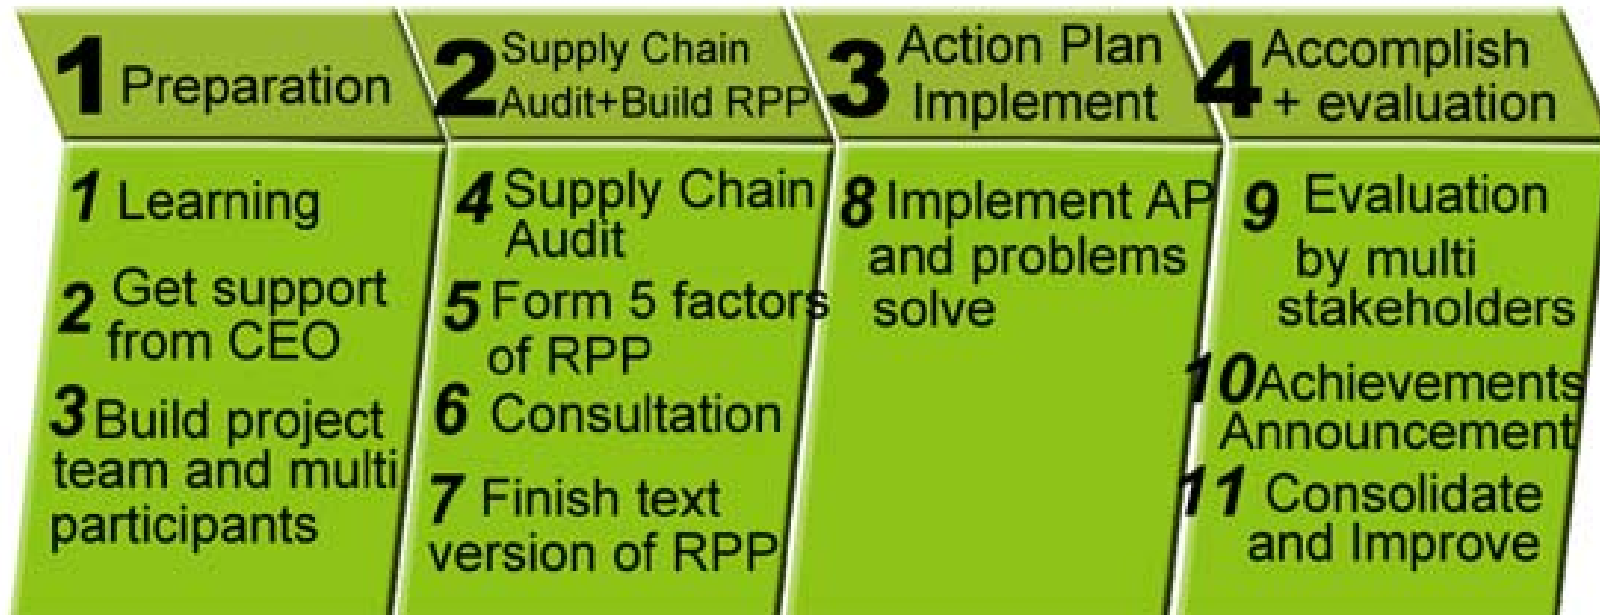 1 Preparation
2 Supply Chain
Audit+Build RPP
3 Action Plan
Implement
4 Accomplish
+ evaluation
1 Learning
2 Get support
from CEO
3 Build project
team and multi
participants
4 Supply Chain
Audit
5 Form 5 factors
of RPP
6 Consultation
7 Finish text
version of RPP
8 Implement AP
and problems
solve
9 Evaluation
by multi
stakeholders
10 Achievements
Announcement
11 Consolidate
and Improve